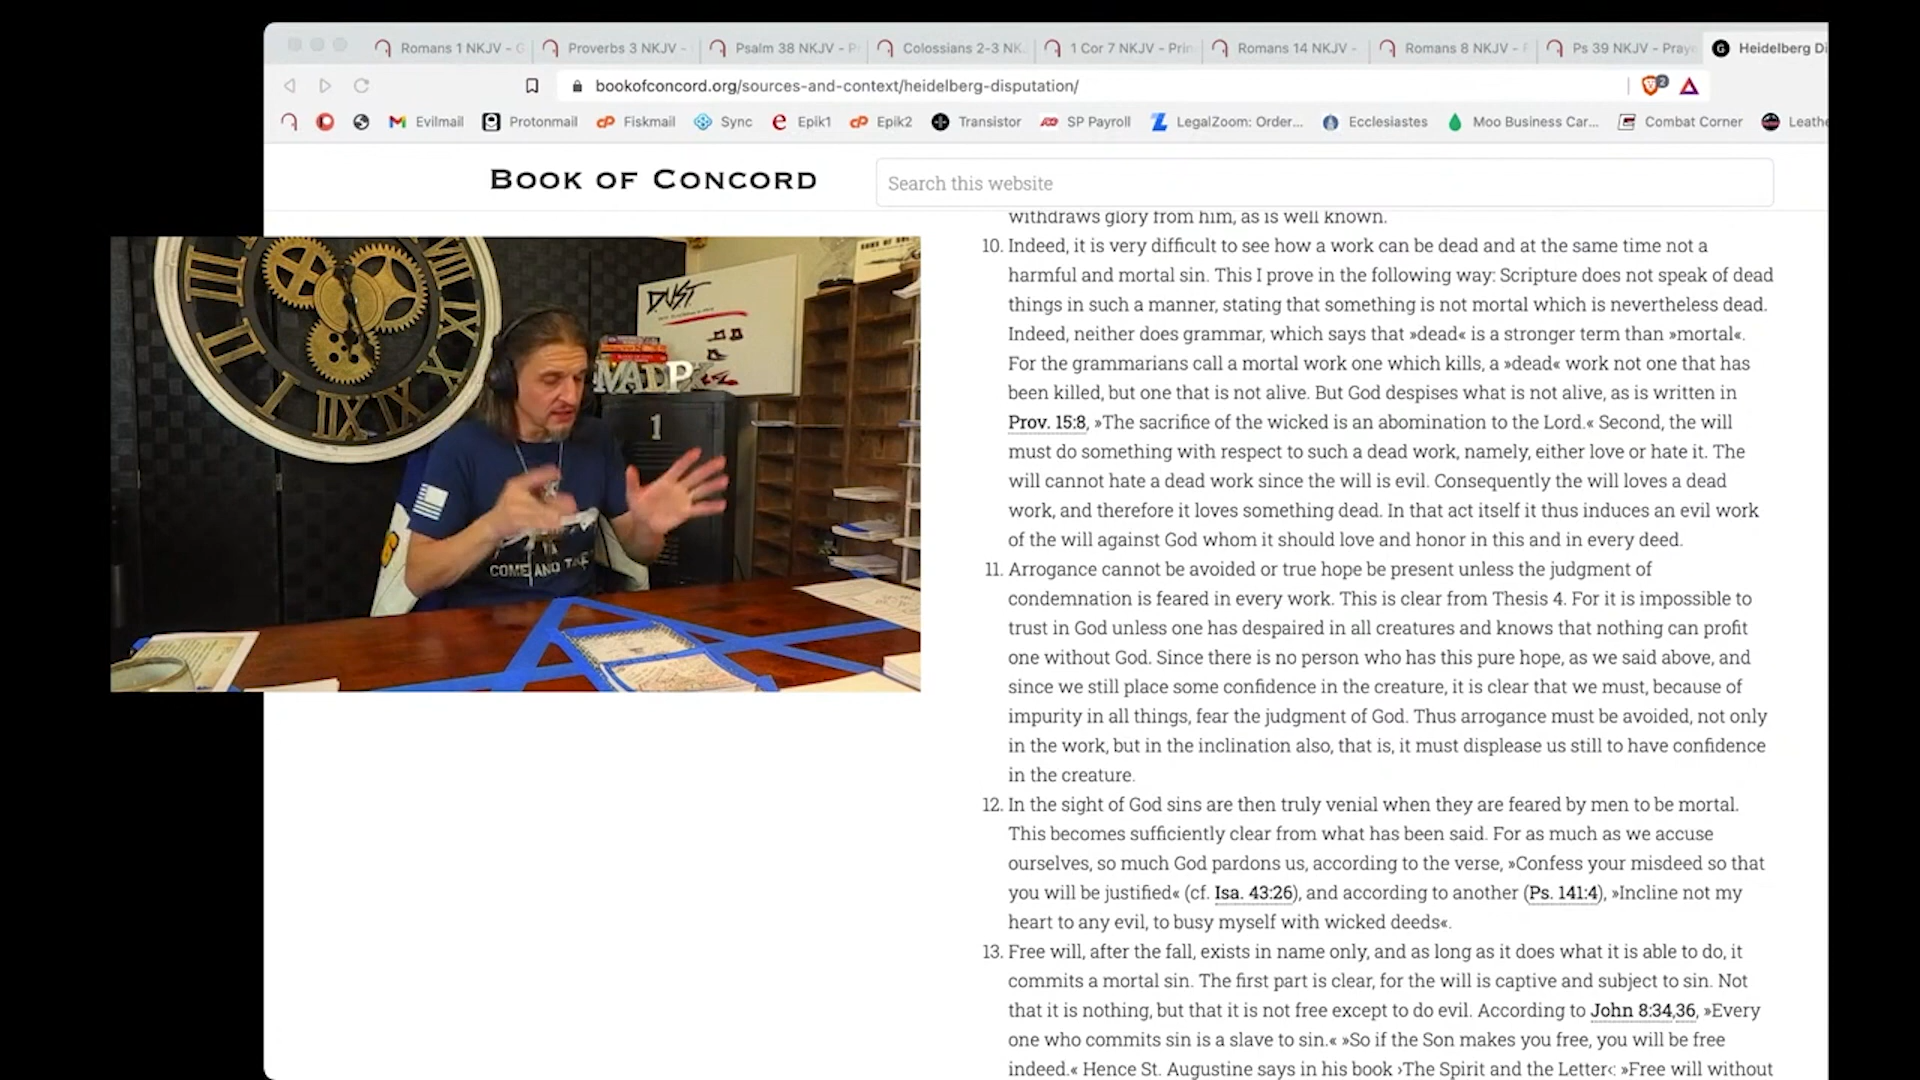 Romans 1 NKJV - G
Proverbs 3 NKJV -
Psalm 38 NKJV - P
Colossians 2-3 NK
1 Cor 7 NKJV - Prin
Romans 14 NKJV -
Romans 8 NKJV -
Ps 39 NKJV - Praye
Heidelberg Di
bookofconcord.org/sources-and-context/heidelberg-disputation/
2
Evilmail
Protonmail
Fiskmail
Sync
Epik1
Epik2
Transistor
SP Payroll
LegalZoom: Order...
Ecclesiastes
Moo Business Car...
Combat Corner
Leathe
BOOK OF CONCORD
Search this website
withdraws glory from him, as is well known.
10. Indeed, it is very difficult to see how a work can be dead and at the same time not a
harmful and mortal sin. This I prove in the following way: Scripture does not speak of dead
things in such a manner, stating that something is not mortal which is nevertheless dead.
Indeed, neither does grammar, which says that »dead« is a stronger term than »mortal«.
For the grammarians call a mortal work one which kills, a »dead« work not one that has
been killed, but one that is not alive. But God despises what is not alive, as is written in
Prov. 15:8, »The sacrifice of the wicked is an abomination to the Lord.« Second, the will
must do something with respect to such a dead work, namely, either love or hate it. The
will cannot hate a dead work since the will is evil. Consequently the will loves a dead
work, and therefore it loves something dead. In that act itself it thus induces an evil work
of the will against God whom it should love and honor in this and in every deed.
11. Arrogance cannot be avoided or true hope be present unless the judgment of
condemnation is feared in every work. This is clear from Thesis 4. For it is impossible to
trust in God unless one has despaired in all creatures and knows that nothing can profit
one without God. Since there is no person who has this pure hope, as we said above, and
since we still place some confidence in the creature, it is clear that we must, because of
impurity in all things, fear the judgment of God. Thus arrogance must be avoided, not only
in the work, but in the inclination also, that is, it must displease us still to have confidence
in the creature.
12. In the sight of God sins are then truly venial when they are feared by men to be mortal.
This becomes sufficiently clear from what has been said. For as much as we accuse
ourselves, so much God pardons us, according to the verse, »Confess your misdeed so that
you will be justified« (cf. Isa. 43:26), and according to another (Ps. 141:4), »Incline not my
heart to any evil, to busy myself with wicked deeds«.
13. Free will, after the fall, exists in name only, and as long as it does what it is able to do, it
commits a mortal sin. The first part is clear, for the will is captive and subject to sin. Not
that it is nothing, but that it is not free except to do evil. According to John 8:34,36, »Every
one who commits sin is a slave to sin.« »So if the Son makes you free, you will be free
indeed.« Hence St. Augustine says in his book ›The Spirit and the Letter‹: »Free will without
DUST
1
COME AND TAKE